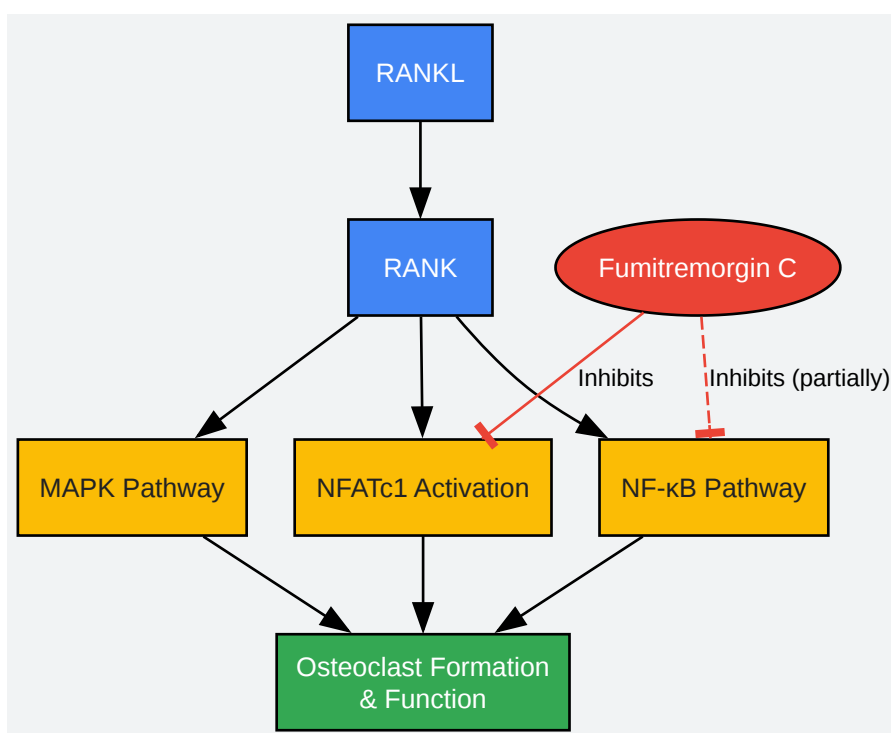 RANKL
RANK
Fumitremorgin C
Inhibits
Inhibits (partially)
MAPK Pathway
NFATc1 Activation
NF-κB Pathway
Osteoclast Formation
& Function